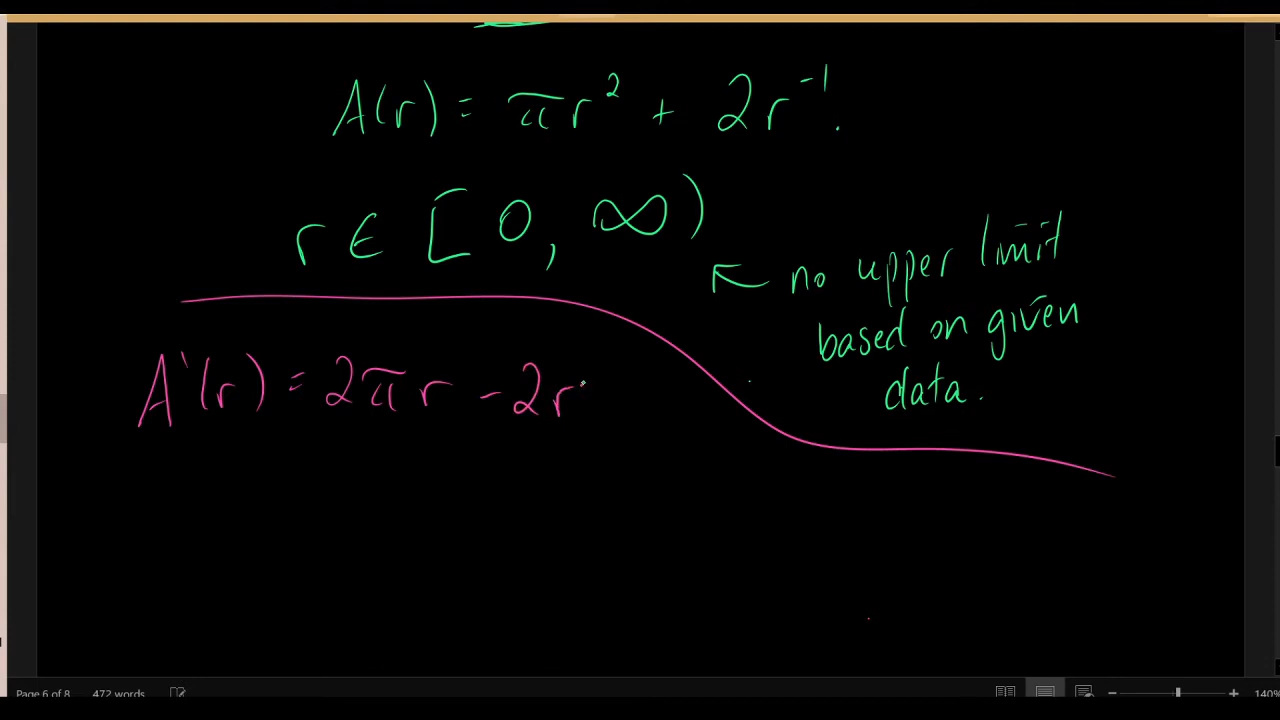 A(r) = πr² + 2r⁻¹.
r ∈ [0, ∞)
no upper limit
based on given
data.
A'(r) = 2πr - 2r
Page 6 of 8 472 words 140%